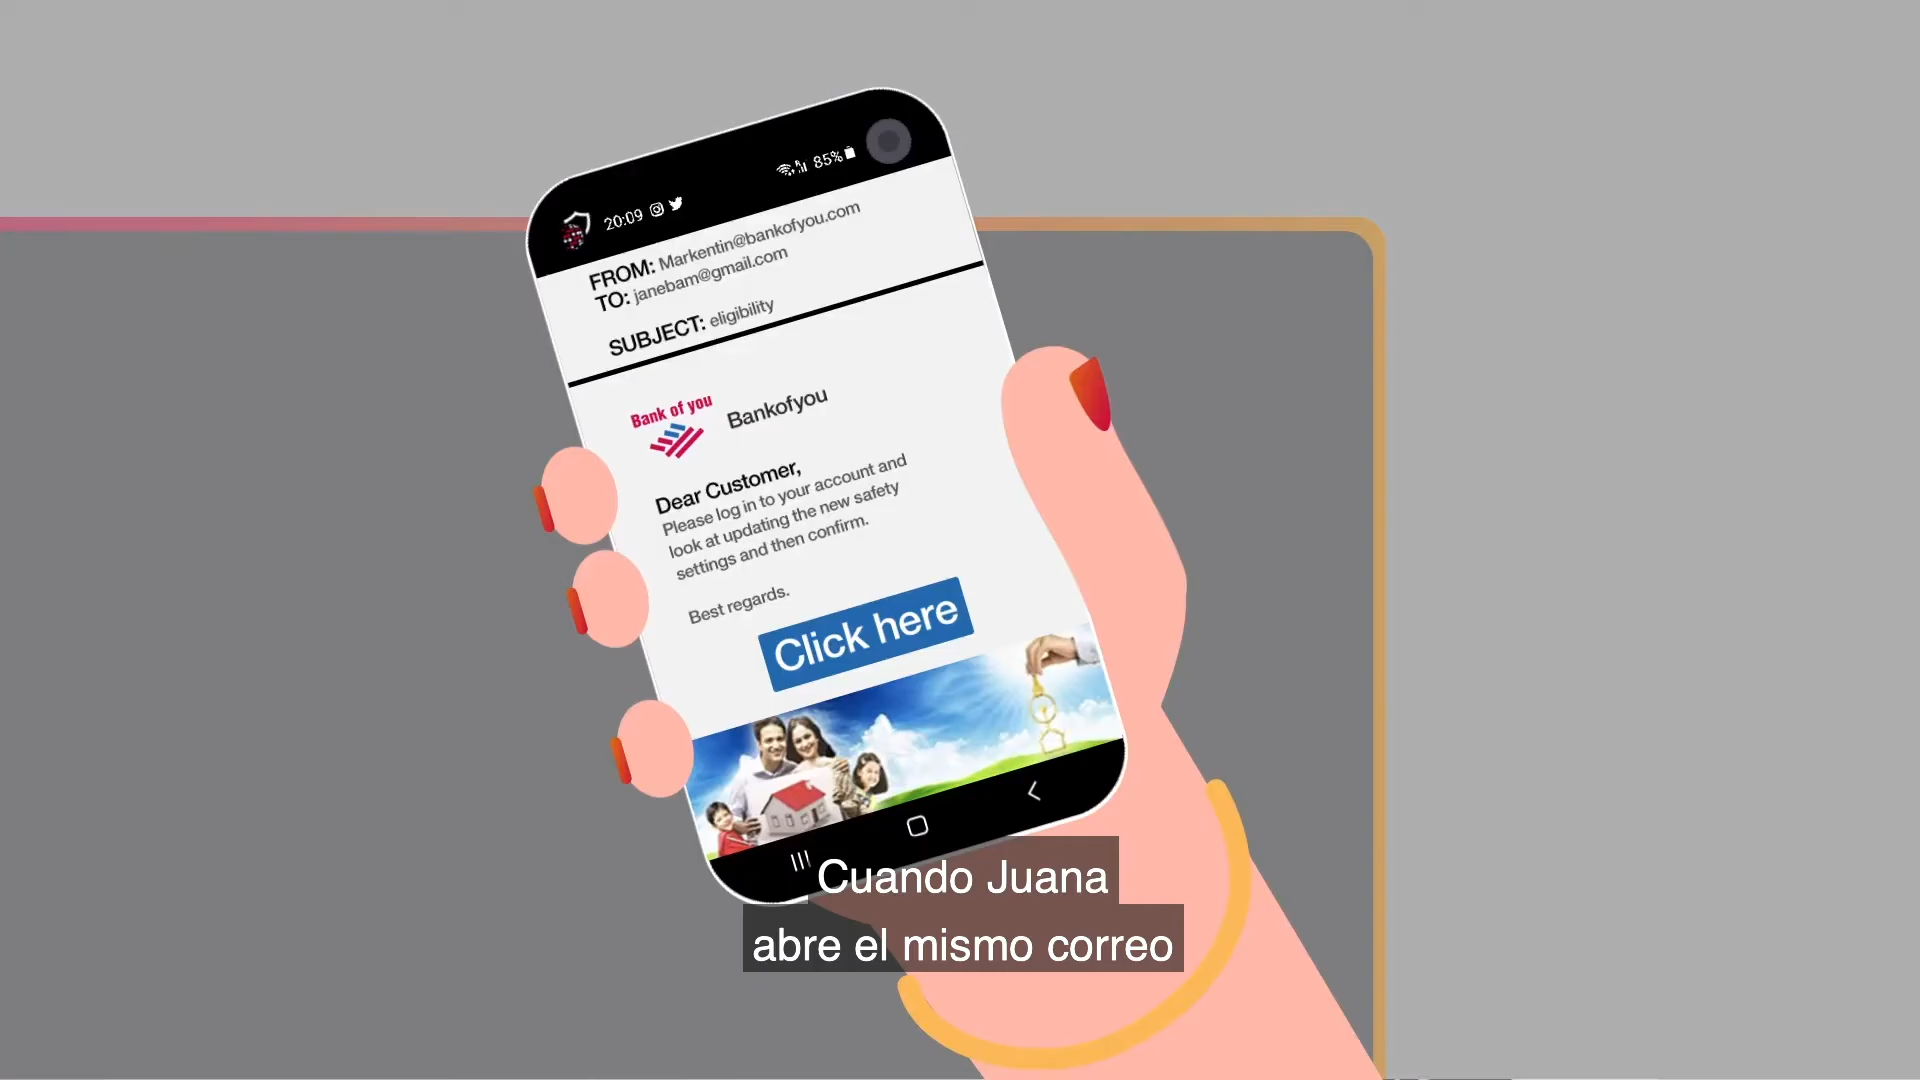 20:09
85%
FROM: Markentin@bankofyou.com
TO: janebam@gmail.com
SUBJECT: eligibility
Bank of you
Bankofyou
Dear Customer,
Please log in to your account and
look at updating the new safety
settings and then confirm.
Best regards.
Click here
Cuando Juana
abre el mismo correo